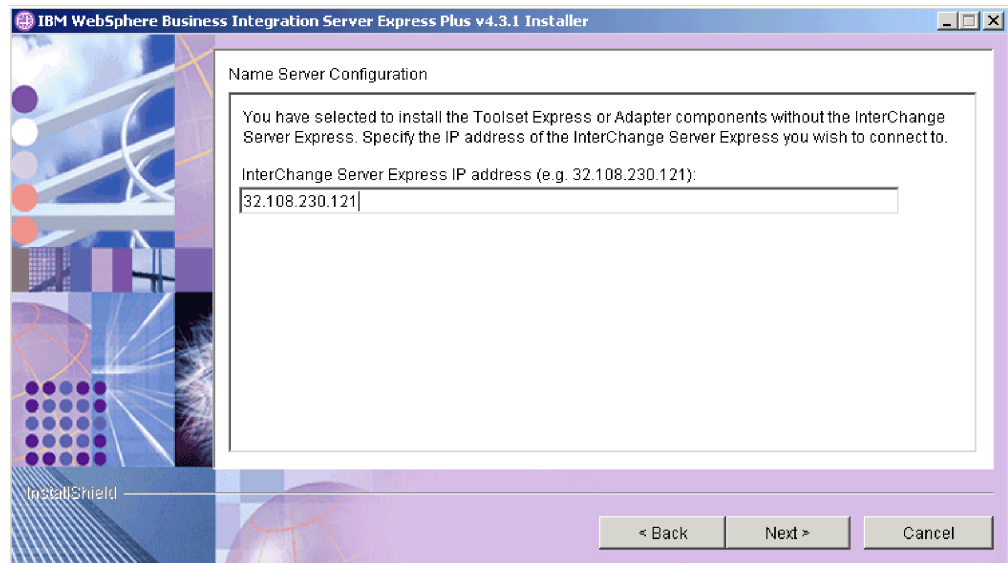 IBM WebSphere Business Integration Server Express Plus v4.3.1 Installer
Name Server Configuration
You have selected to install the Toolset Express or Adapter components without the InterChange
Server Express. Specify the IP address of the InterChange Server Express you wish to connect to.
InterChange Server Express IP address (e.g. 32.108.230.121):
32.108.230.121
InstallShield
< Back
Next >
Cancel